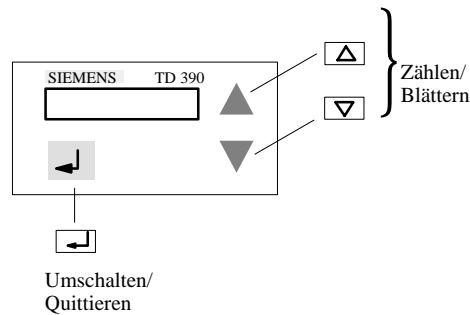 SIEMENS TD 390
Zählen/
Blättern
Umschalten/
Quittieren